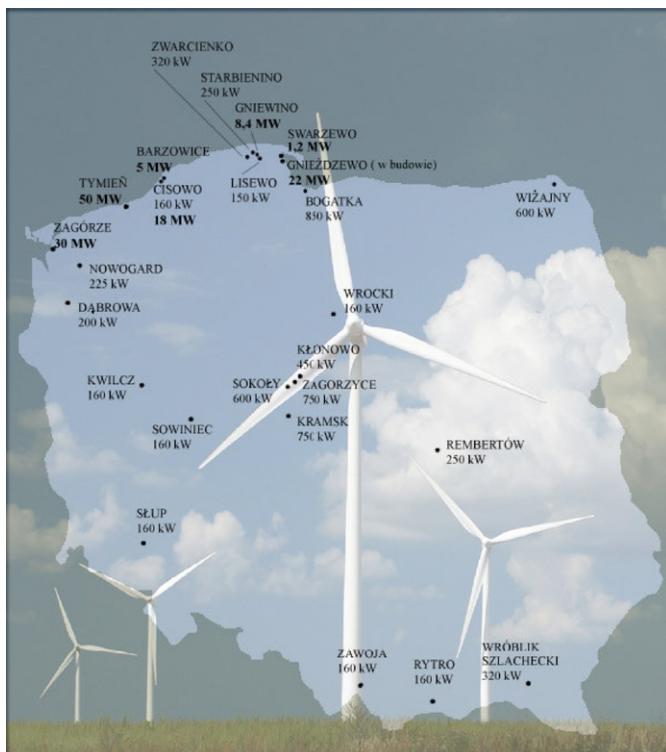 ZWARCIENKO
320 kW
STARBIENINO
250 kW
GNIEWINO
8,4 MW
SWARZEWO
1,2 MW
GNIEŻDZEWO ( w budowie)
22 MW
BARZOWICE
5 MW
CISOWO
160 kW
18 MW
LISEWO
150 kW
BOGATKA
850 kW
TYMIEŃ
50 MW
WIŻAJNY
600 kW
ZAGÓRZE
30 MW
NOWOGARD
225 kW
DĄBROWA
200 kW
WROCKI
160 kW
KŁONOWO
450 kW
KWILCZ
160 kW
SOKOŁY
600 kW
ZAGORZYCE
750 kW
SOWINIEC
160 kW
KRAMSK
750 kW
REMBERTÓW
250 kW
SŁUP
160 kW
ZAWOJA
160 kW
RYTRO
160 kW
WRÓBLIK
SZLACHECKI
320 kW